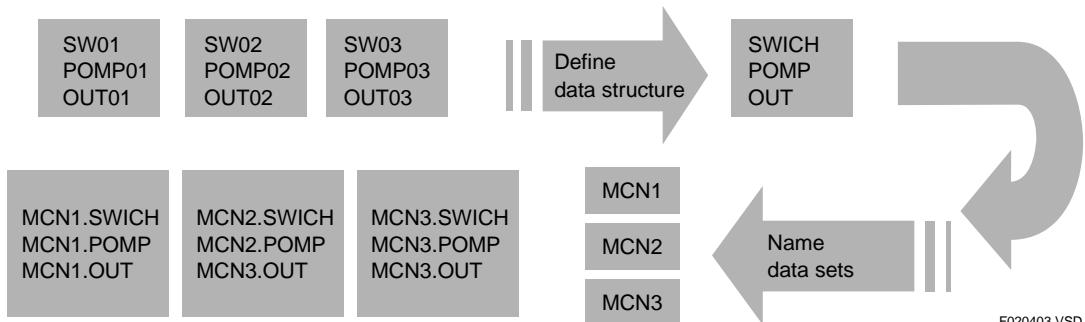 SW01
POMP01
OUT01
SW02
POMP02
OUT02
SW03
POMP03
OUT03
Define
data structure
SWICH
POMP
OUT
MCN1.SWICH
MCN1.POMP
MCN1.OUT
MCN2.SWICH
MCN2.POMP
MCN3.OUT
MCN3.SWICH
MCN3.POMP
MCN3.OUT
MCN1
MCN2
MCN3
Name
data sets
F020403.VSD